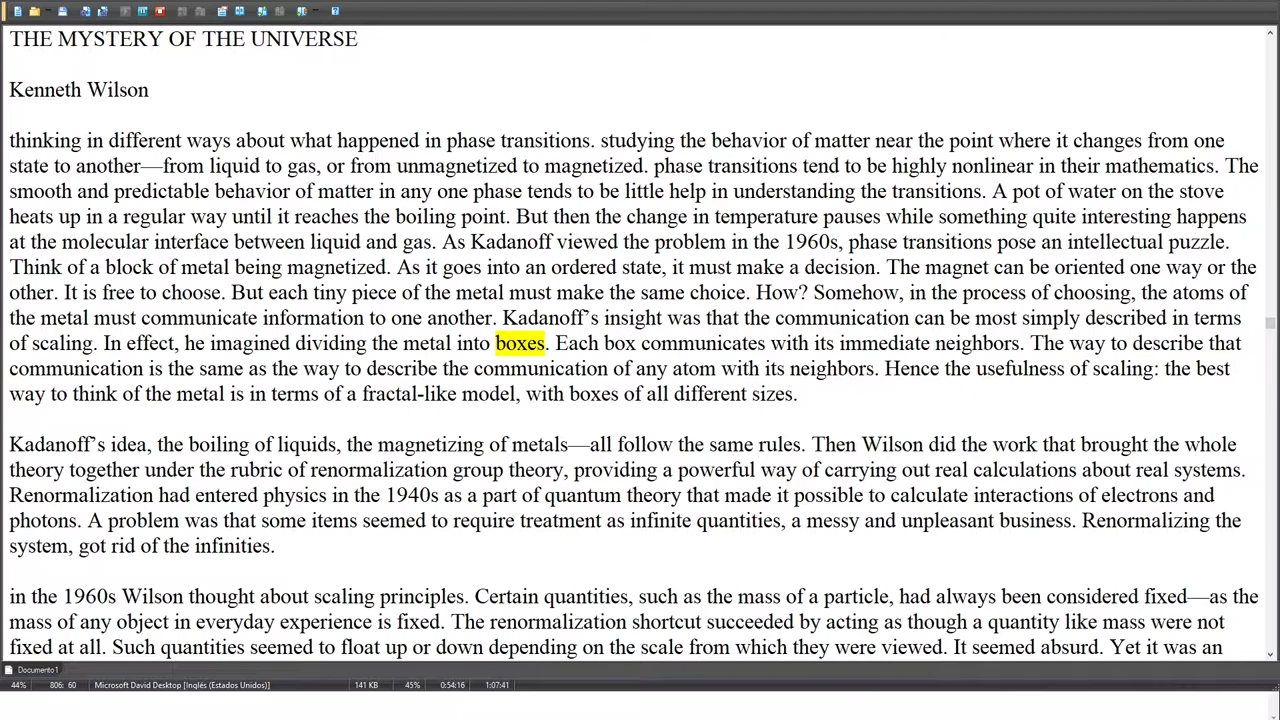 THE MYSTERY OF THE UNIVERSE
Kenneth Wilson
thinking in different ways about what happened in phase transitions. studying the behavior of matter near the point where it changes from one
state to another—from liquid to gas, or from unmagnetized to magnetized. phase transitions tend to be highly nonlinear in their mathematics. The
smooth and predictable behavior of matter in any one phase tends to be little help in understanding the transitions. A pot of water on the stove
heats up in a regular way until it reaches the boiling point. But then the change in temperature pauses while something quite interesting happens
at the molecular interface between liquid and gas. As Kadanoff viewed the problem in the 1960s, phase transitions pose an intellectual puzzle.
Think of a block of metal being magnetized. As it goes into an ordered state, it must make a decision. The magnet can be oriented one way or the
other. It is free to choose. But each tiny piece of the metal must make the same choice. How? Somehow, in the process of choosing, the atoms of
the metal must communicate information to one another. Kadanoff’s insight was that the communication can be most simply described in terms
of scaling. In effect, he imagined dividing the metal into boxes. Each box communicates with its immediate neighbors. The way to describe that
communication is the same as the way to describe the communication of any atom with its neighbors. Hence the usefulness of scaling: the best
way to think of the metal is in terms of a fractal-like model, with boxes of all different sizes.
Kadanoff’s idea, the boiling of liquids, the magnetizing of metals—all follow the same rules. Then Wilson did the work that brought the whole
theory together under the rubric of renormalization group theory, providing a powerful way of carrying out real calculations about real systems.
Renormalization had entered physics in the 1940s as a part of quantum theory that made it possible to calculate interactions of electrons and
photons. A problem was that some items seemed to require treatment as infinite quantities, a messy and unpleasant business. Renormalizing the
system, got rid of the infinities.
in the 1960s Wilson thought about scaling principles. Certain quantities, such as the mass of a particle, had always been considered fixed—as the
mass of any object in everyday experience is fixed. The renormalization shortcut succeeded by acting as though a quantity like mass were not
fixed at all. Such quantities seemed to float up or down depending on the scale from which they were viewed. It seemed absurd. Yet it was an
Documento1
44% 806: 60 Microsoft David Desktop [Inglés (Estados Unidos)] 141 KB 45% 0:54:16 1:07:41